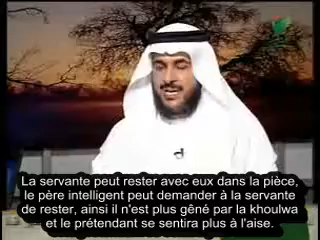 La servante peut rester avec eux dans la pièce,
le père intelligent peut demander à la servante
de rester, ainsi il n'est plus gêné par la khoulwa
et le prétendant se sentira plus à l'aise.